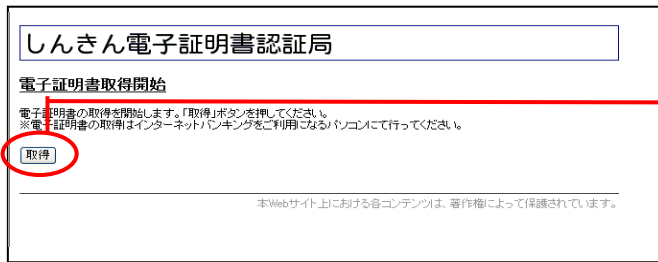 しんきん電子証明書認証局
電子証明書取得開始
電子証明書の取得を開始します。「取得」ボタンを押してください。
※電子証明書の取得はインターネットバンキングをご利用になるパソコンにて行ってください。
取得
本Webサイト上における各コンテンツは、著作権によって保護されています。